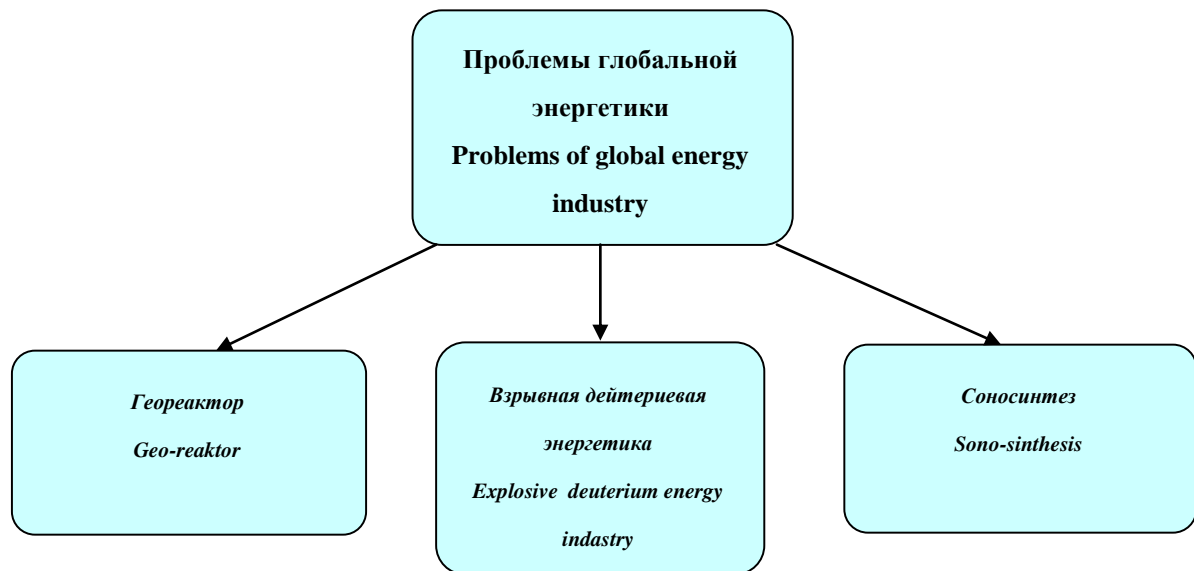 Проблемы глобальной
энергетики
Problems of global energy
industry
Геореактор
Geo-reaktor
Взрывная дейтериевая
энергетика
Explosive deuterium energy
indastry
Соносинтез
Sono-sinthesis